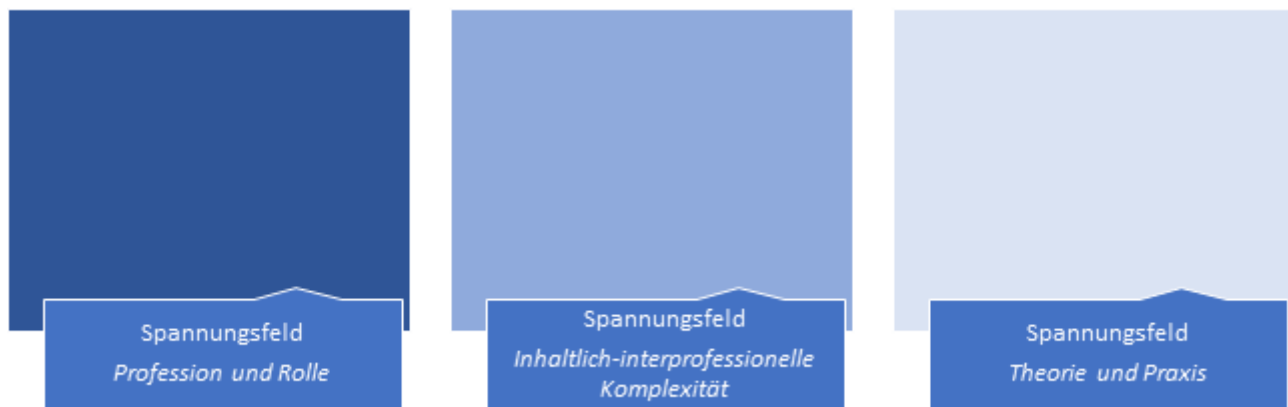 Spannungsfeld
Profession und Rolle
Spannungsfeld
Inhaltlich-interprofessionelle
Komplexität
Spannungsfeld
Theorie und Praxis